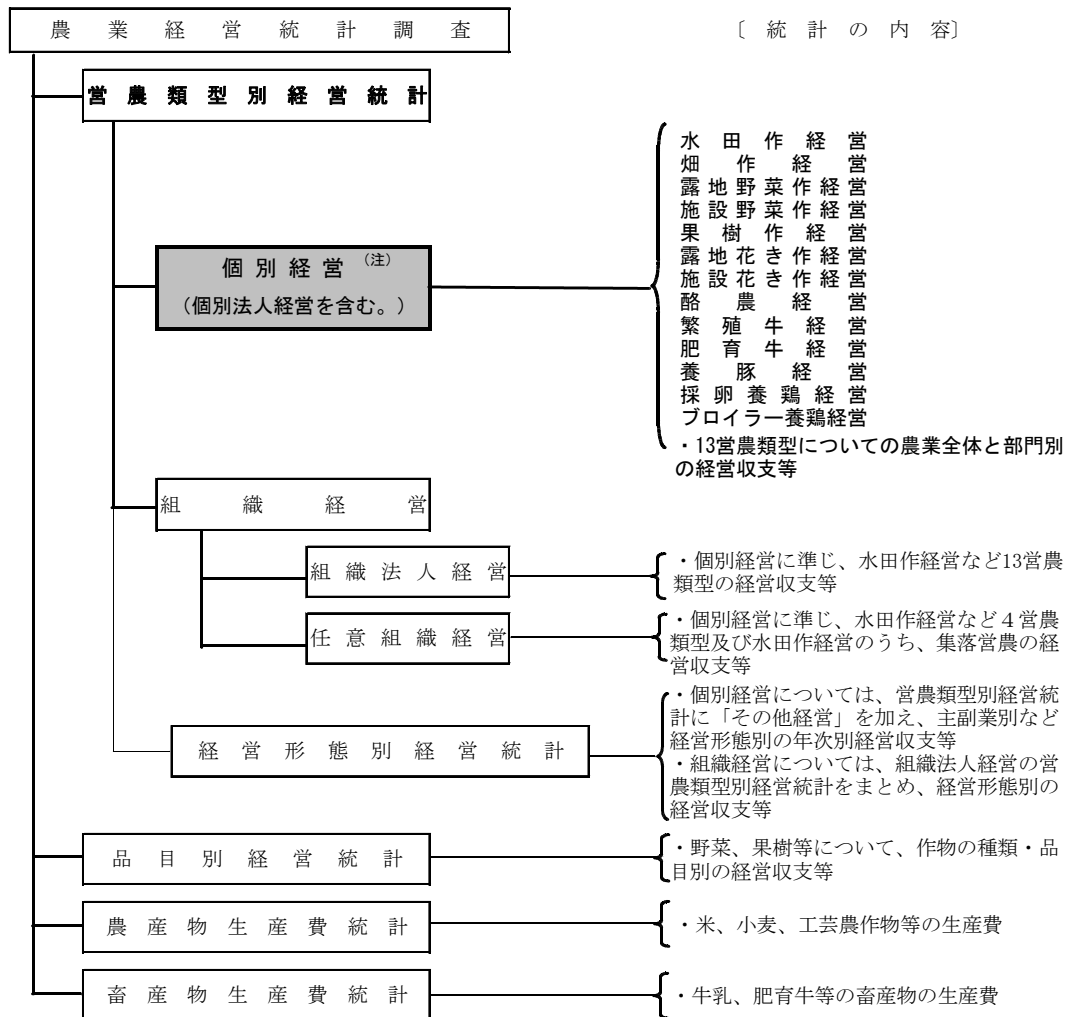 農業経営統計調査
〔統計の内容〕
営農類型別経営統計
個別経営（注）
（個別法人経営を含む。）
水田作経営
畑作経営
露地野菜作経営
施設野菜作経営
果樹作経営
露地花き作経営
施設花き作経営
酪農経営
繁殖牛経営
肥育牛経営
養豚経営
採卵養鶏経営
ブロイラー養鶏経営
・13営農類型についての農業全体と部門別
の経営収支等
組織経営
組織法人経営
・個別経営に準じ、水田作経営など13営農
類型の経営収支等
任意組織経営
・個別経営に準じ、水田作経営など４営農
類型及び水田作経営のうち、集落営農の経
営収支等
経営形態別経営統計
・個別経営については、営農類型別経営統
計に「その他経営」を加え、主副業別など
経営形態別の年次別経営収支等
・組織経営については、組織法人経営の営
農類型別経営統計をまとめ、経営形態別の
経営収支等
品目別経営統計
・野菜、果樹等について、作物の種類・品
目別の経営収支等
農産物生産費統計
・米、小麦、工芸農作物等の生産費
畜産物生産費統計
・牛乳、肥育牛等の畜産物の生産費